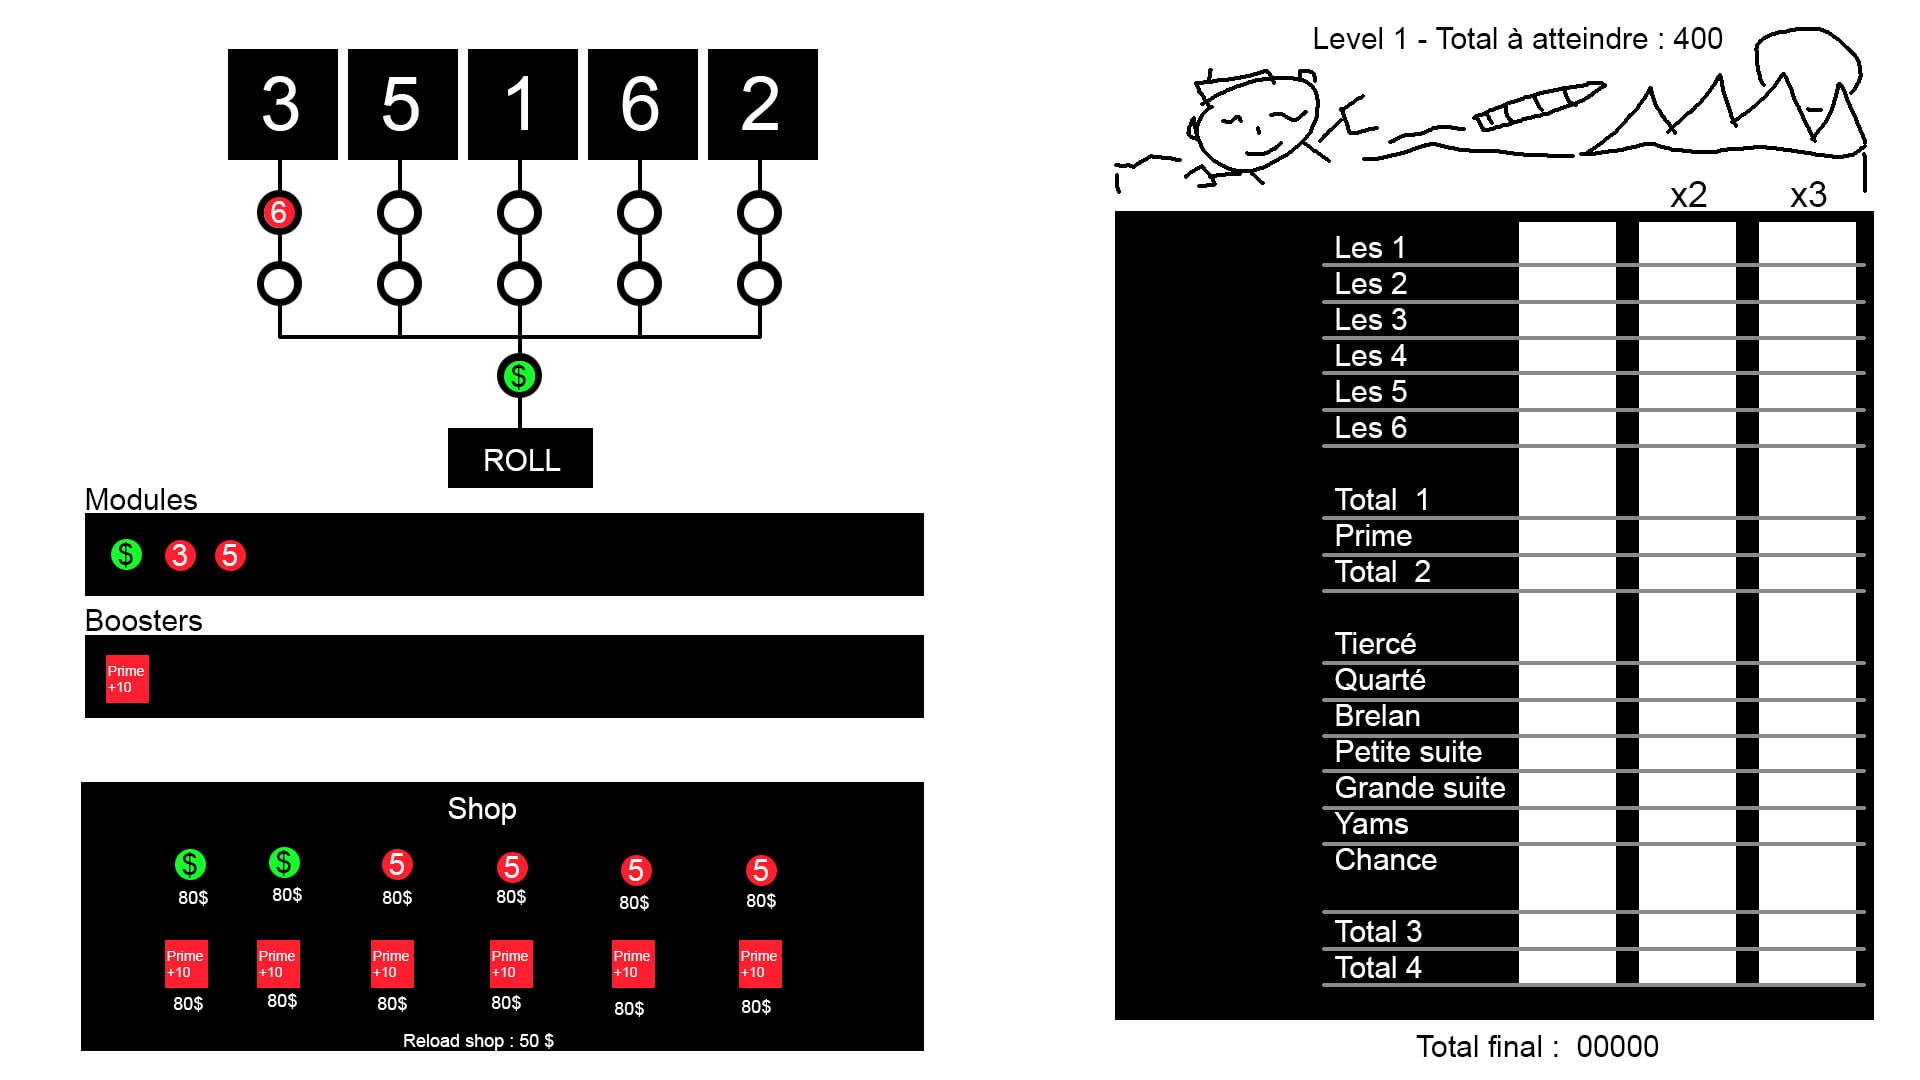 Level 1 - Total à atteindre : 400
3 5 1 6 2
6
$
ROLL
Modules
$ 3 5
Boosters
Prime
+10
Shop
$ $ 5 5 5 5
80$ 80$ 80$ 80$ 80$ 80$
Prime Prime Prime Prime Prime Prime
+10 +10 +10 +10 +10 +10
80$ 80$ 80$ 80$ 80$ 80$
Reload shop : 50 $
x2 x3
Les 1
Les 2
Les 3
Les 4
Les 5
Les 6
Total 1
Prime
Total 2
Tiercé
Quarté
Brelan
Petite suite
Grande suite
Yams
Chance
Total 3
Total 4
Total final : 00000